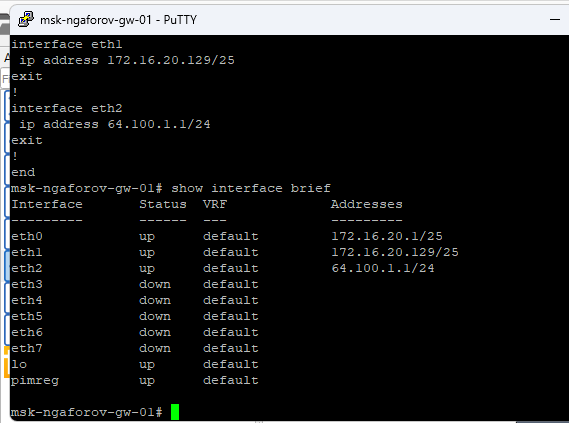 msk-ngaforov-gw-01 - PuTTY
interface eth1
 ip address 172.16.20.129/25
exit
!
interface eth2
 ip address 64.100.1.1/24
exit
!
end
msk-ngaforov-gw-01# show interface brief
Interface       Status  VRF             Addresses
---------       ------  ---             ---------
eth0            up      default         172.16.20.1/25
eth1            up      default         172.16.20.129/25
eth2            up      default         64.100.1.1/24
eth3            down    default
eth4            down    default
eth5            down    default
eth6            down    default
eth7            down    default
lo              up      default
pimreg          up      default
msk-ngaforov-gw-01#